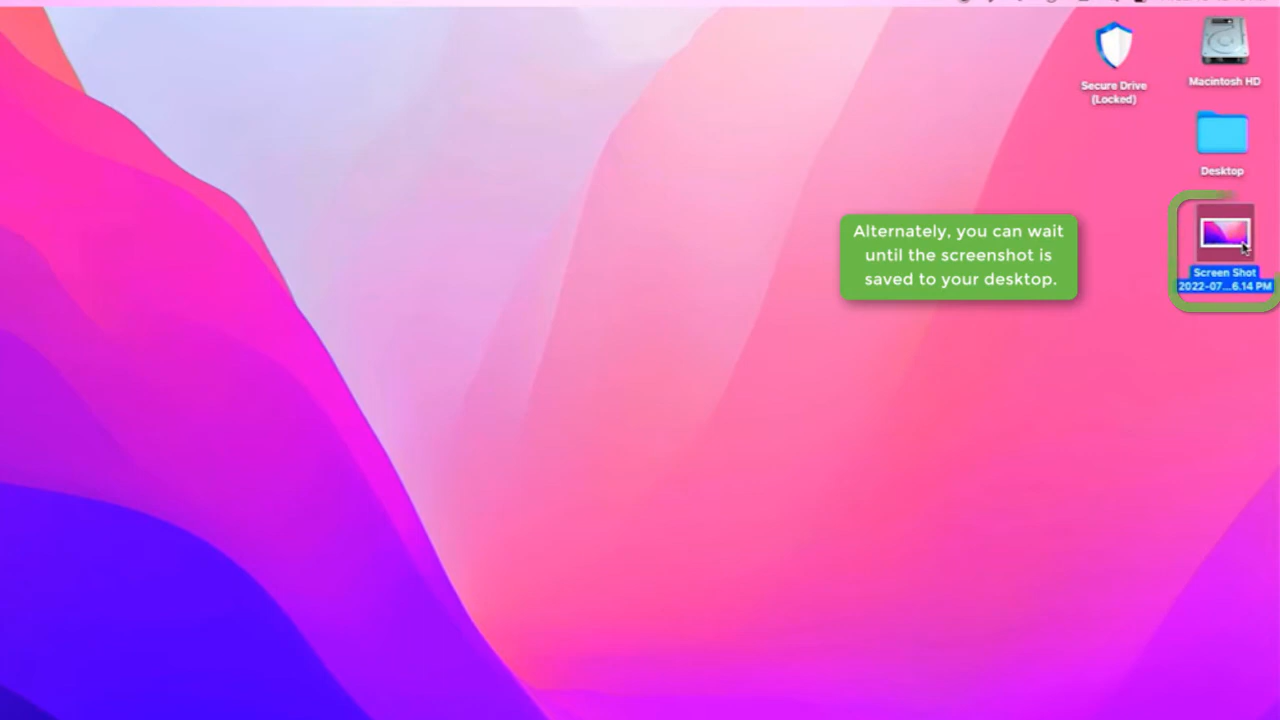 Secure Drive
(Locked)
Macintosh HD
Desktop
Alternately, you can wait
until the screenshot is
saved to your desktop.
Screen Shot
2022-07...6.14 PM